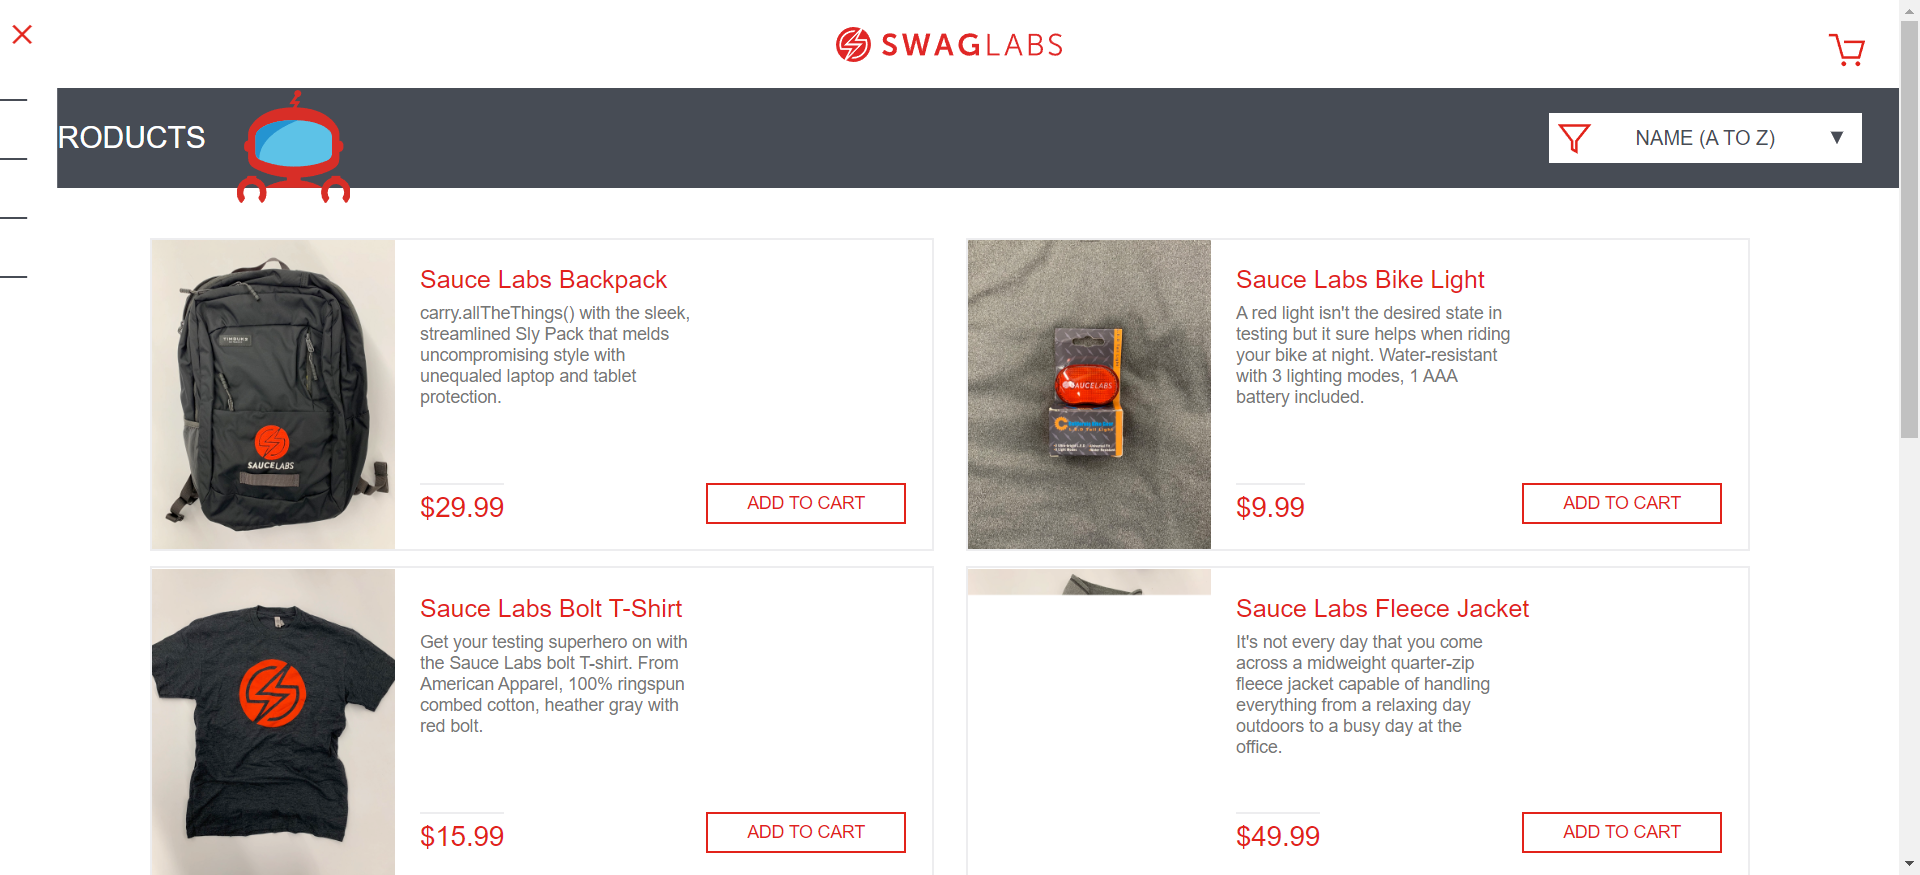 SWAGLABS
RODUCTS
NAME (A TO Z)
Sauce Labs Backpack
carry.allTheThings() with the sleek,
streamlined Sly Pack that melds
uncompromising style with
unequaled laptop and tablet
protection.
SAUCELABS
$29.99
ADD TO CART
Sauce Labs Bike Light
A red light isn't the desired state in
testing but it sure helps when riding
your bike at night. Water-resistant
with 3 lighting modes, 1 AAA
battery included.
SAUCELABS
$9.99
ADD TO CART
Sauce Labs Bolt T-Shirt
Get your testing superhero on with
the Sauce Labs bolt T-shirt. From
American Apparel, 100% ringspun
combed cotton, heather gray with
red bolt.
$15.99
ADD TO CART
Sauce Labs Fleece Jacket
It's not every day that you come
across a midweight quarter-zip
fleece jacket capable of handling
everything from a relaxing day
outdoors to a busy day at the
office.
$49.99
ADD TO CART